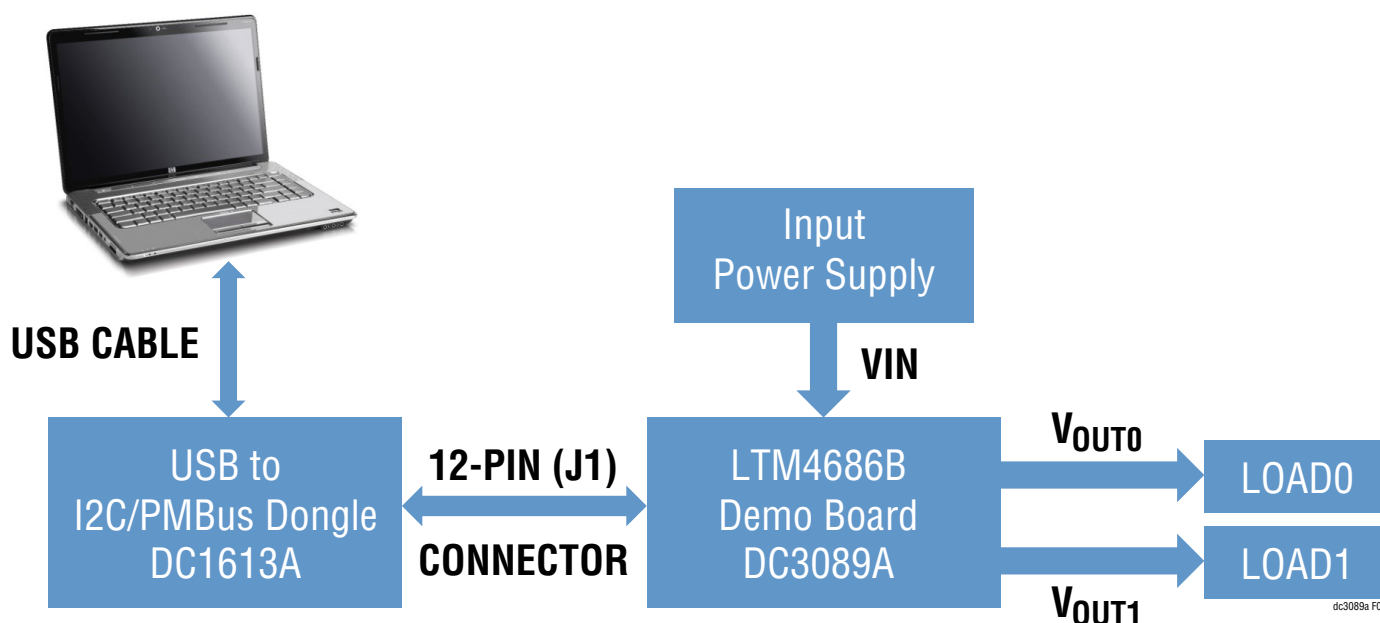 Input
Power Supply
USB CABLE
VIN
USB to
I2C/PMBus Dongle
DC1613A
12-PIN (J1)
CONNECTOR
LTM4686B
Demo Board
DC3089A
VOUT0
LOAD0
LOAD1
VOUT1